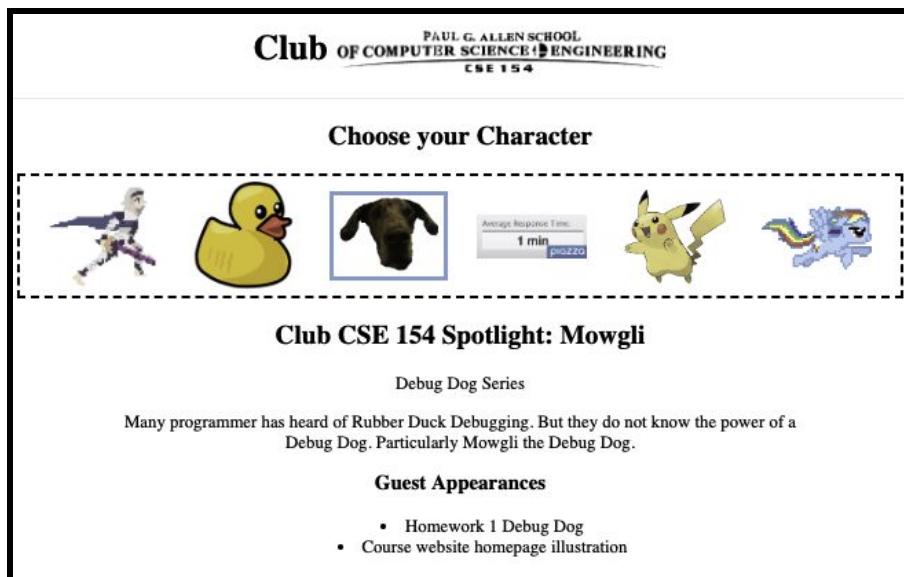 Club PAUL G. ALLEN SCHOOL
OF COMPUTER SCIENCE & ENGINEERING
CSE 154
Choose your Character
Average Response Time:
1 min
piazza
Club CSE 154 Spotlight: Mowgli
Debug Dog Series
Many programmer has heard of Rubber Duck Debugging. But they do not know the power of a
Debug Dog. Particularly Mowgli the Debug Dog.
Guest Appearances
• Homework 1 Debug Dog
• Course website homepage illustration